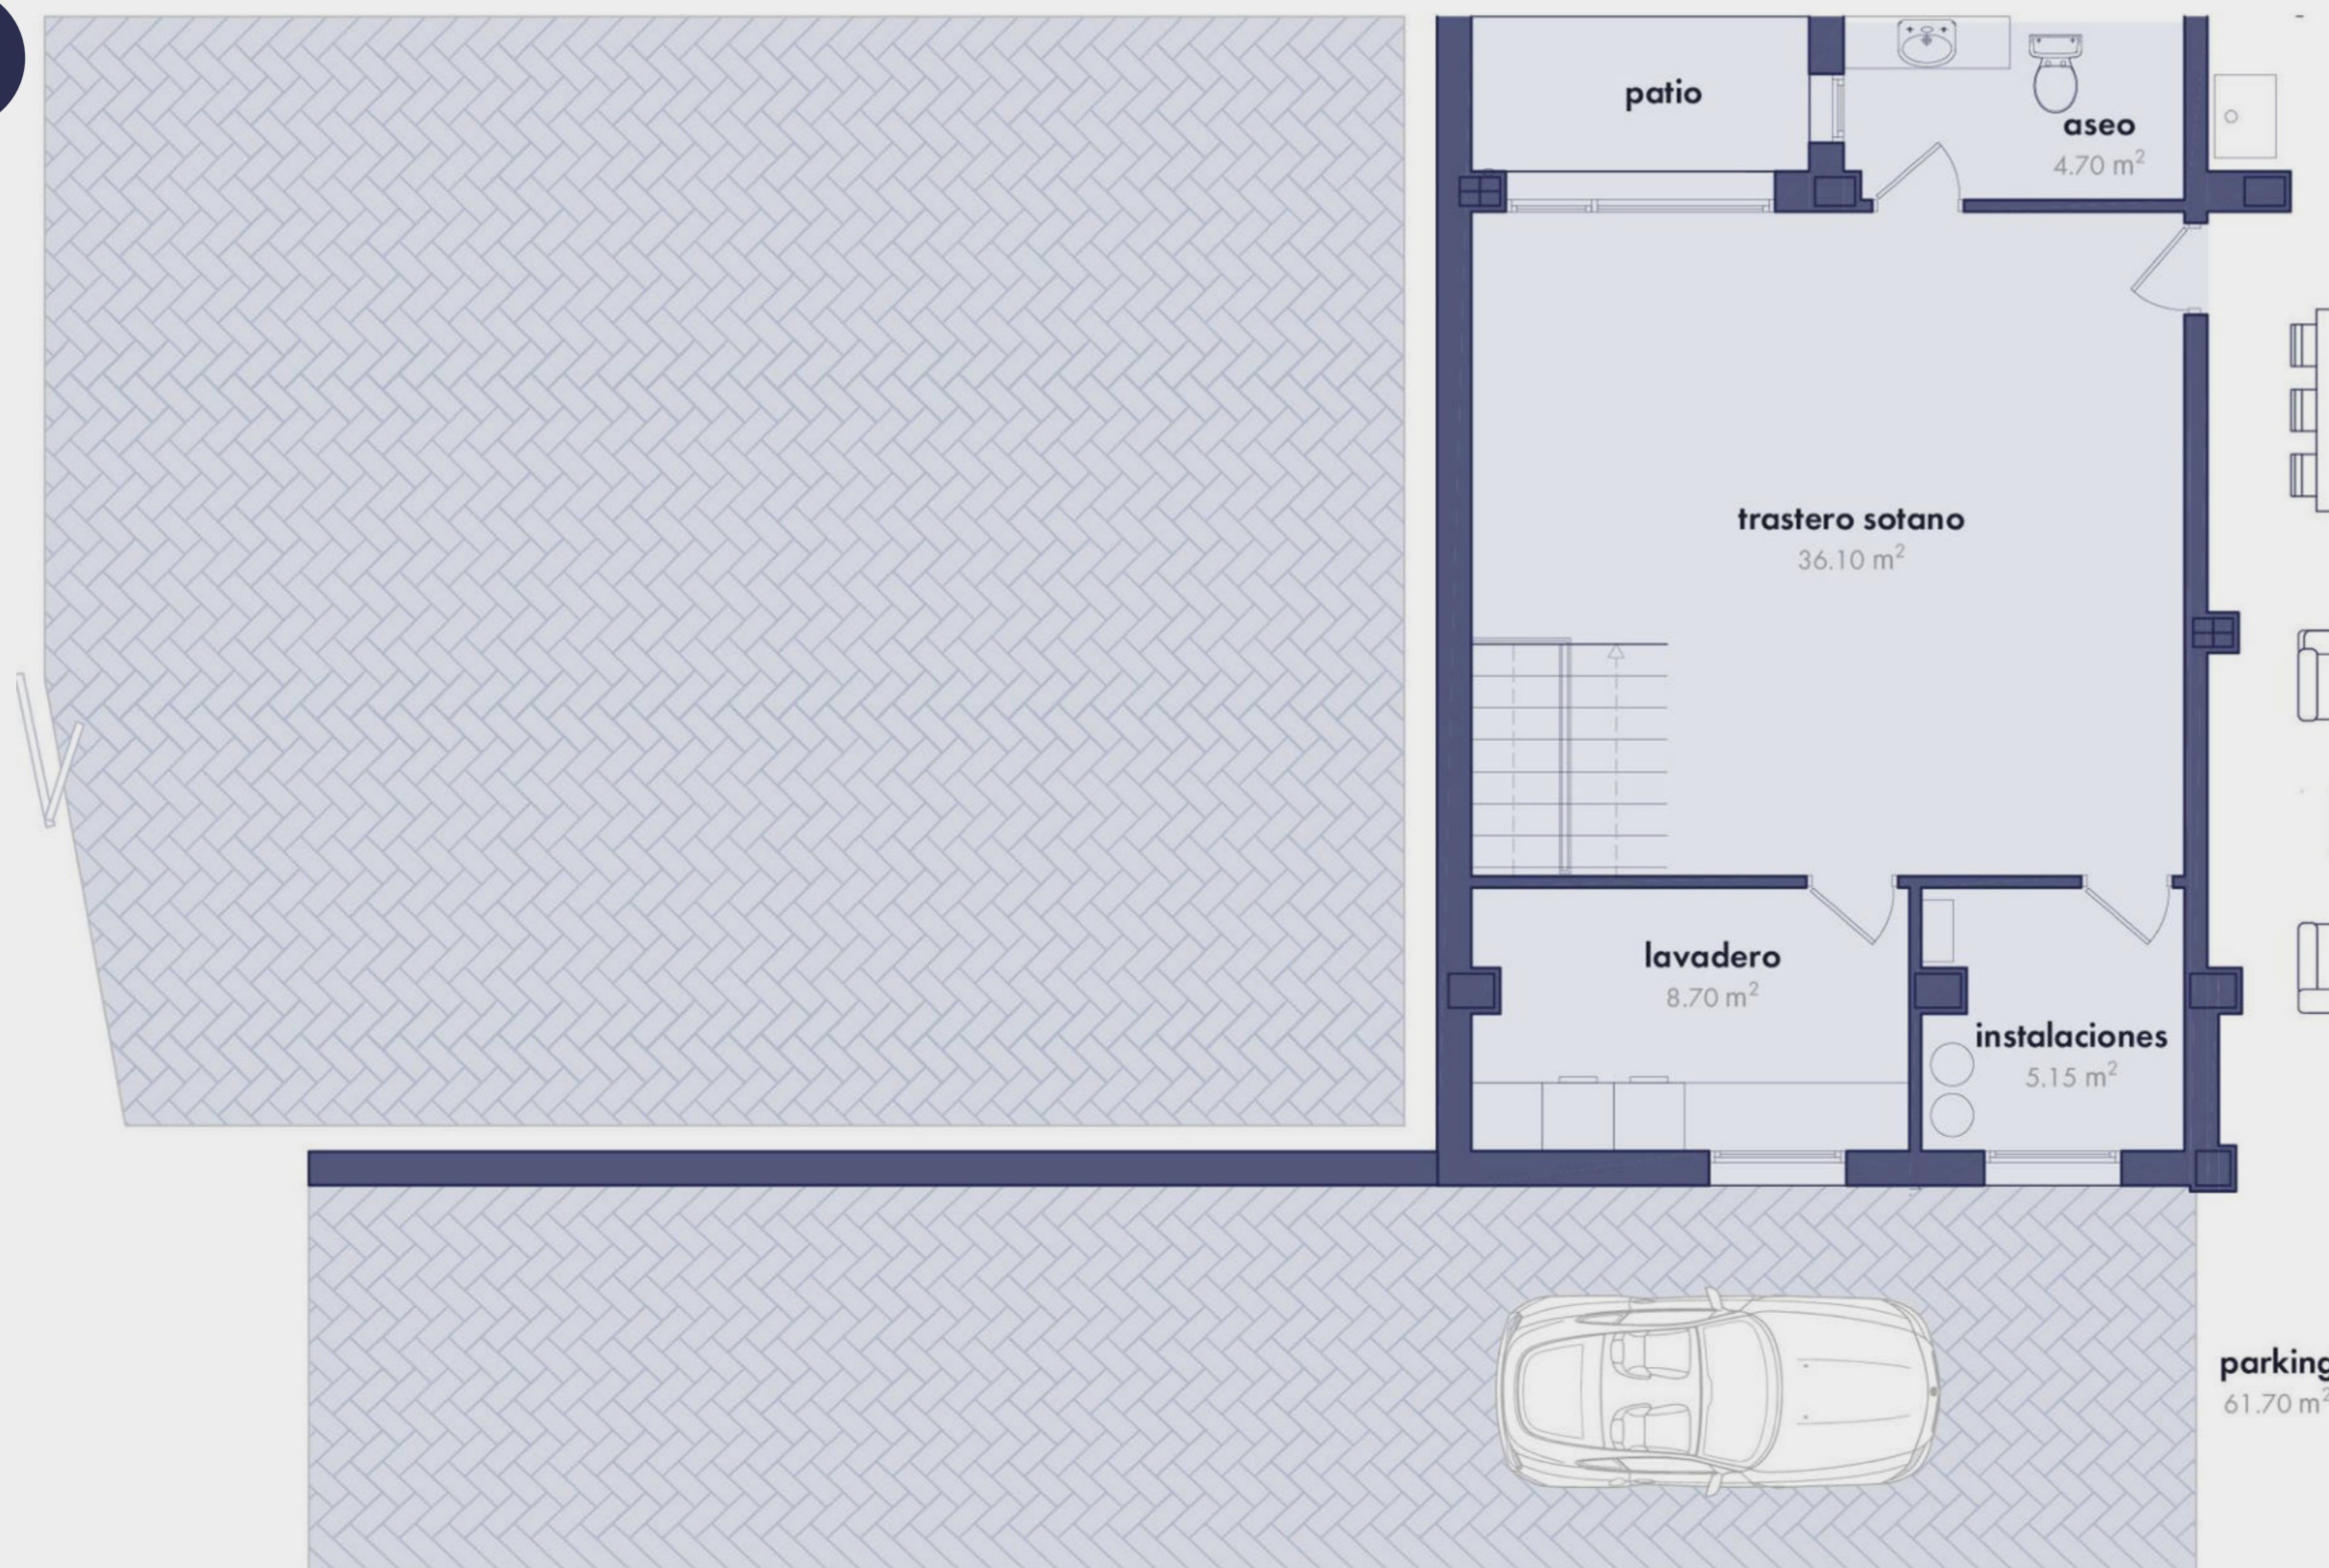 patio
aseo
4.70 m²
trastero sotano
36.10 m²
lavadero
8.70 m²
instalaciones
5.15 m²
parking
61.70 m²